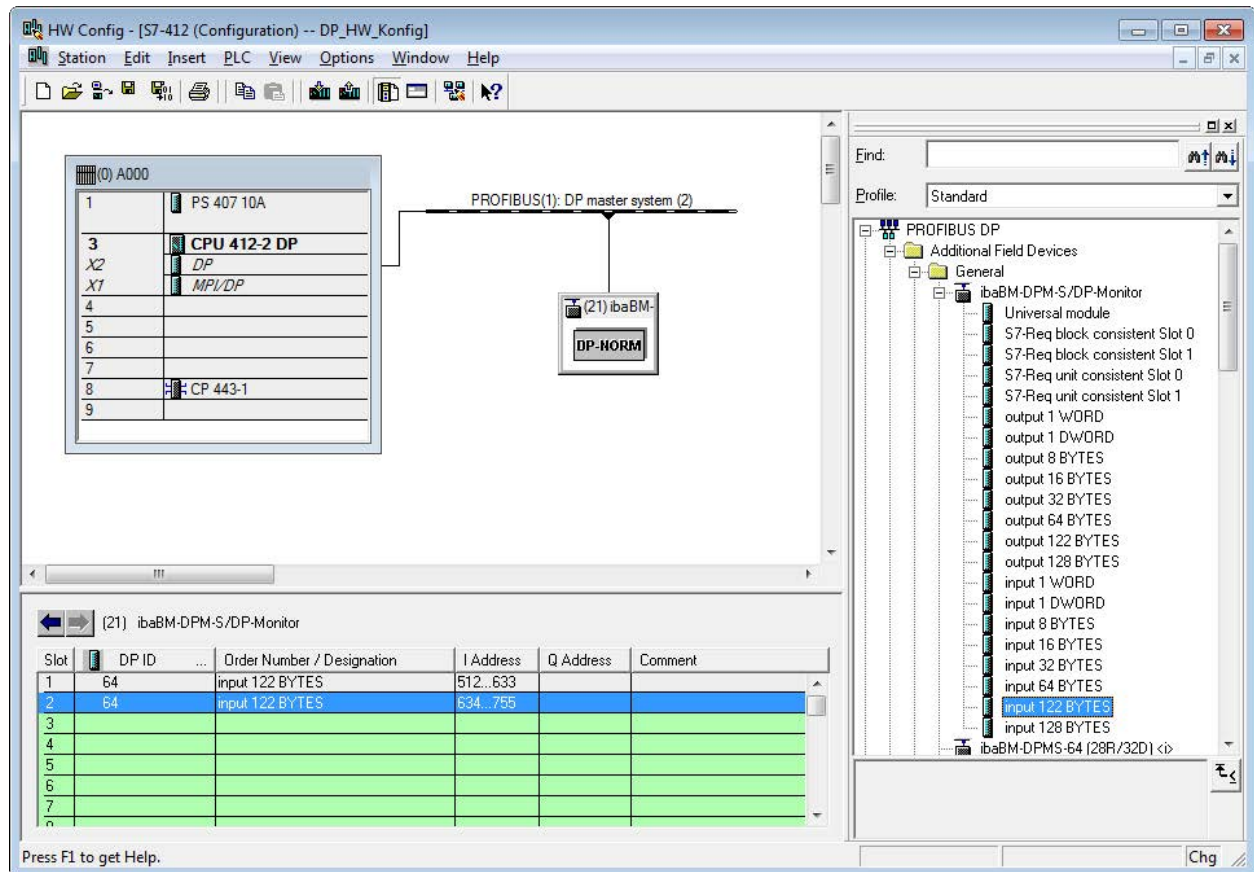 HW Config - [S7-412 (Configuration) -- DP_HW_Konfig]
Station Edit Insert PLC View Options Window Help
(0) A000
1 PS 407 10A
3 CPU 412-2 DP
X2 DP
X1 MPI/DP
4
5
6
7
8 CP 443-1
9
PROFIBUS(1): DP master system (2)
(21) ibaBM-
DP-NORM
(21) ibaBM-DPM-S/DP-Monitor
Slot DP ID ... Order Number / Designation I Address Q Address Comment
1 64 input 122 BYTES 512...633
2 64 input 122 BYTES 634...755
3
4
5
6
7
Find:
Profile: Standard
PROFIBUS DP
Additional Field Devices
General
ibaBM-DPM-S/DP-Monitor
Universal module
S7-Req block consistent Slot 0
S7-Req block consistent Slot 1
S7-Req unit consistent Slot 0
S7-Req unit consistent Slot 1
output 1 WORD
output 1 DWORD
output 8 BYTES
output 16 BYTES
output 32 BYTES
output 64 BYTES
output 122 BYTES
output 128 BYTES
input 1 WORD
input 1 DWORD
input 8 BYTES
input 16 BYTES
input 32 BYTES
input 64 BYTES
input 122 BYTES
input 128 BYTES
ibaBM-DPMS-64 (28R/32D) <i>
Press F1 to get Help.
Chg